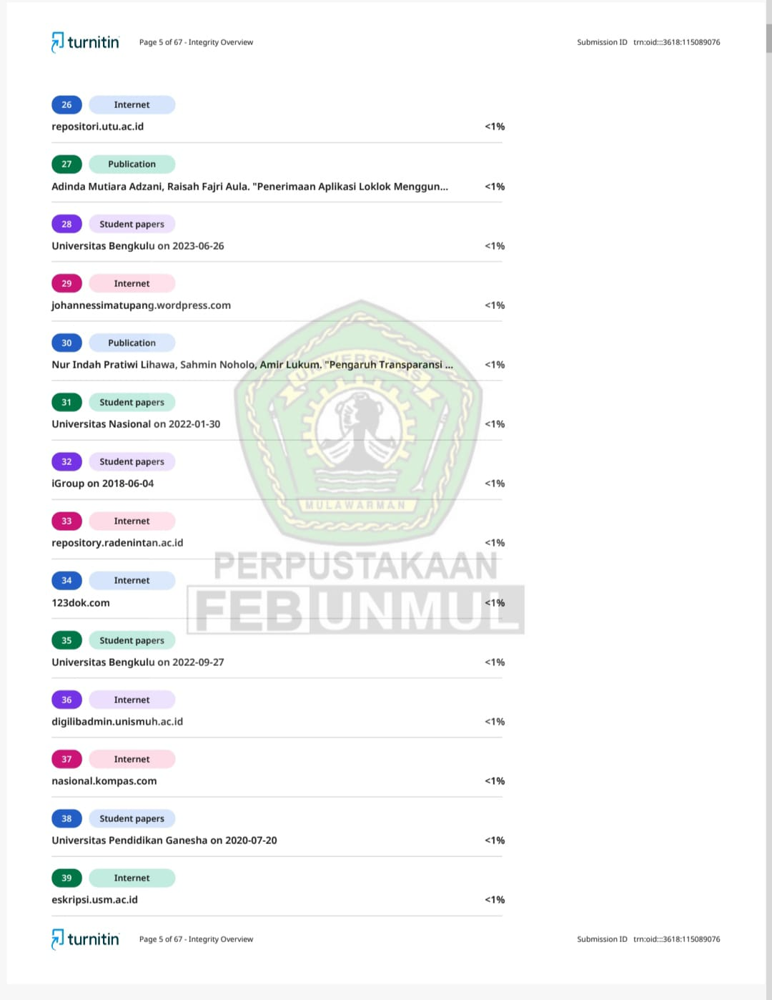 turnitin Page 5 of 67 - Integrity Overview Submission ID trn:oid:::3618:115089076
26 Internet
repositori.utu.ac.id <1%
27 Publication
Adinda Mutiara Adzani, Raisah Fajri Aula. "Penerimaan Aplikasi Loklok Menggun... <1%
28 Student papers
Universitas Bengkulu on 2023-06-26 <1%
29 Internet
johannessimatupang.wordpress.com <1%
30 Publication
Nur Indah Pratiwi Lihawa, Sahmin Noholo, Amir Lukum. "Pengaruh Transparansi ... <1%
UNIVERSITAS
31 Student papers
Universitas Nasional on 2022-01-30 <1%
32 Student papers
iGroup on 2018-06-04 <1%
MULAWARMAN
33 Internet
repository.radenintan.ac.id <1%
PERPUSTAKAAN
34 Internet
123dok.com <1%
FEB UNMUL
35 Student papers
Universitas Bengkulu on 2022-09-27 <1%
36 Internet
digilibadmin.unismuh.ac.id <1%
37 Internet
nasional.kompas.com <1%
38 Student papers
Universitas Pendidikan Ganesha on 2020-07-20 <1%
39 Internet
eskripsi.usm.ac.id <1%
turnitin Page 5 of 67 - Integrity Overview Submission ID trn:oid:::3618:115089076